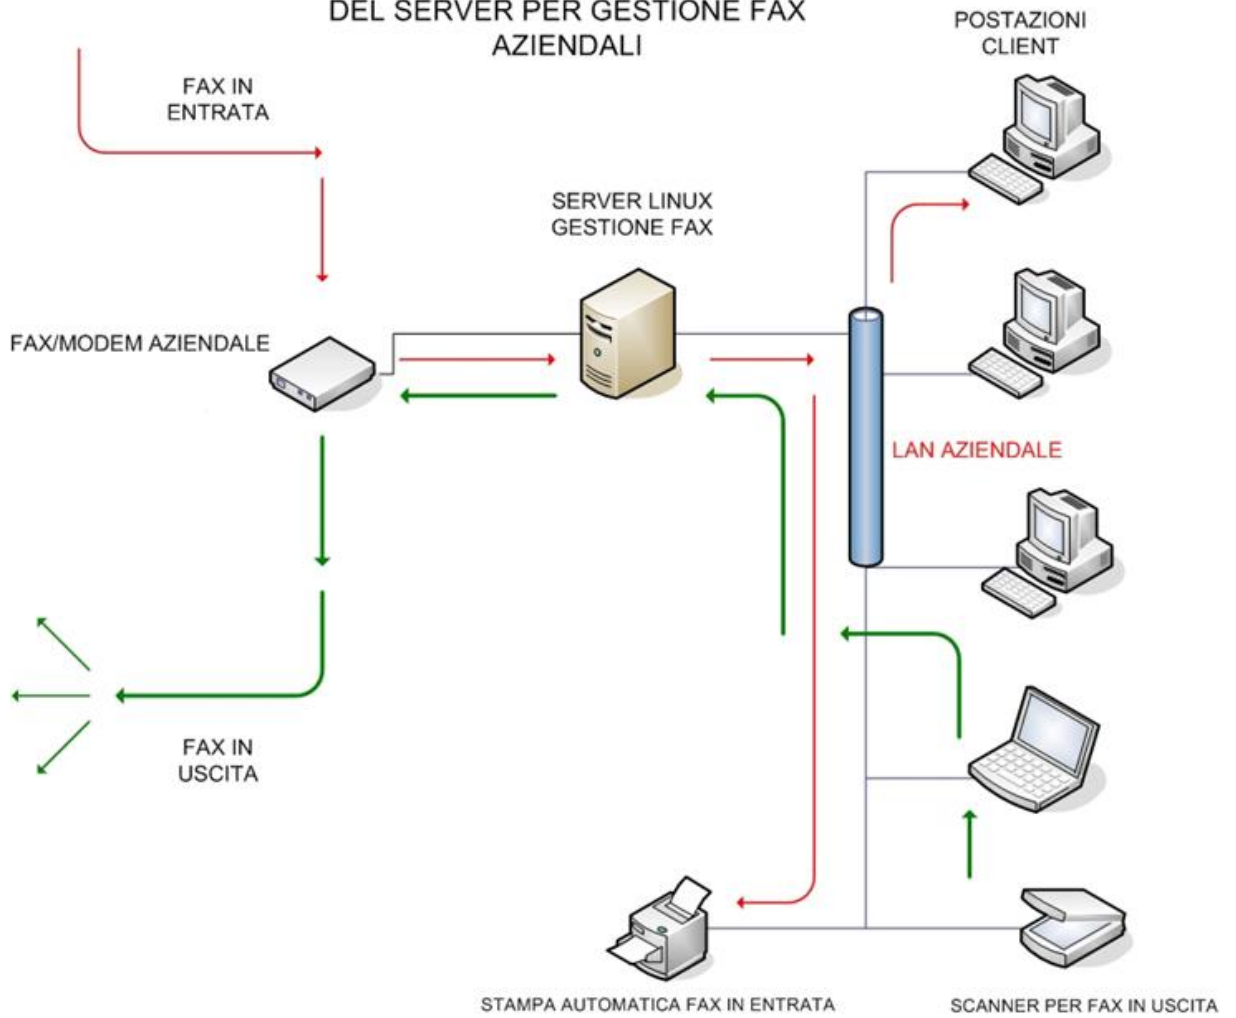 DEL SERVER PER GESTIONE FAX
AZIENDALI
POSTAZIONI
CLIENT
FAX IN
ENTRATA
SERVER LINUX
GESTIONE FAX
FAX/MODEM AZIENDALE
LAN AZIENDALE
FAX IN
USCITA
STAMPA AUTOMATICA FAX IN ENTRATA
SCANNER PER FAX IN USCITA